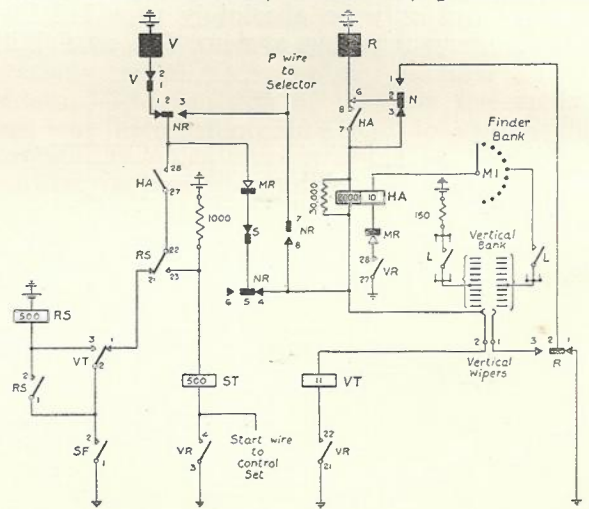 V
R
P wire
to
Selector
V
2
1
1 2 3
NR
6
8
7
HA
1
2
3
N
Finder
Bank
M1
HA
28
27
MR
1000
S
7
8
NR
30,000
2000
10
HA
MR
28
27
VR
150
L
Vertical
Bank
L
RS
22
21
23
NR
6 5 4
500
RS
3
1
2
VT
2
1
RS
500
ST
11
VT
2 1
Vertical
Wipers
3 2 1
R
2
1
SF
4
3
VR
Start wire
to
Control
Set
22
21
VR